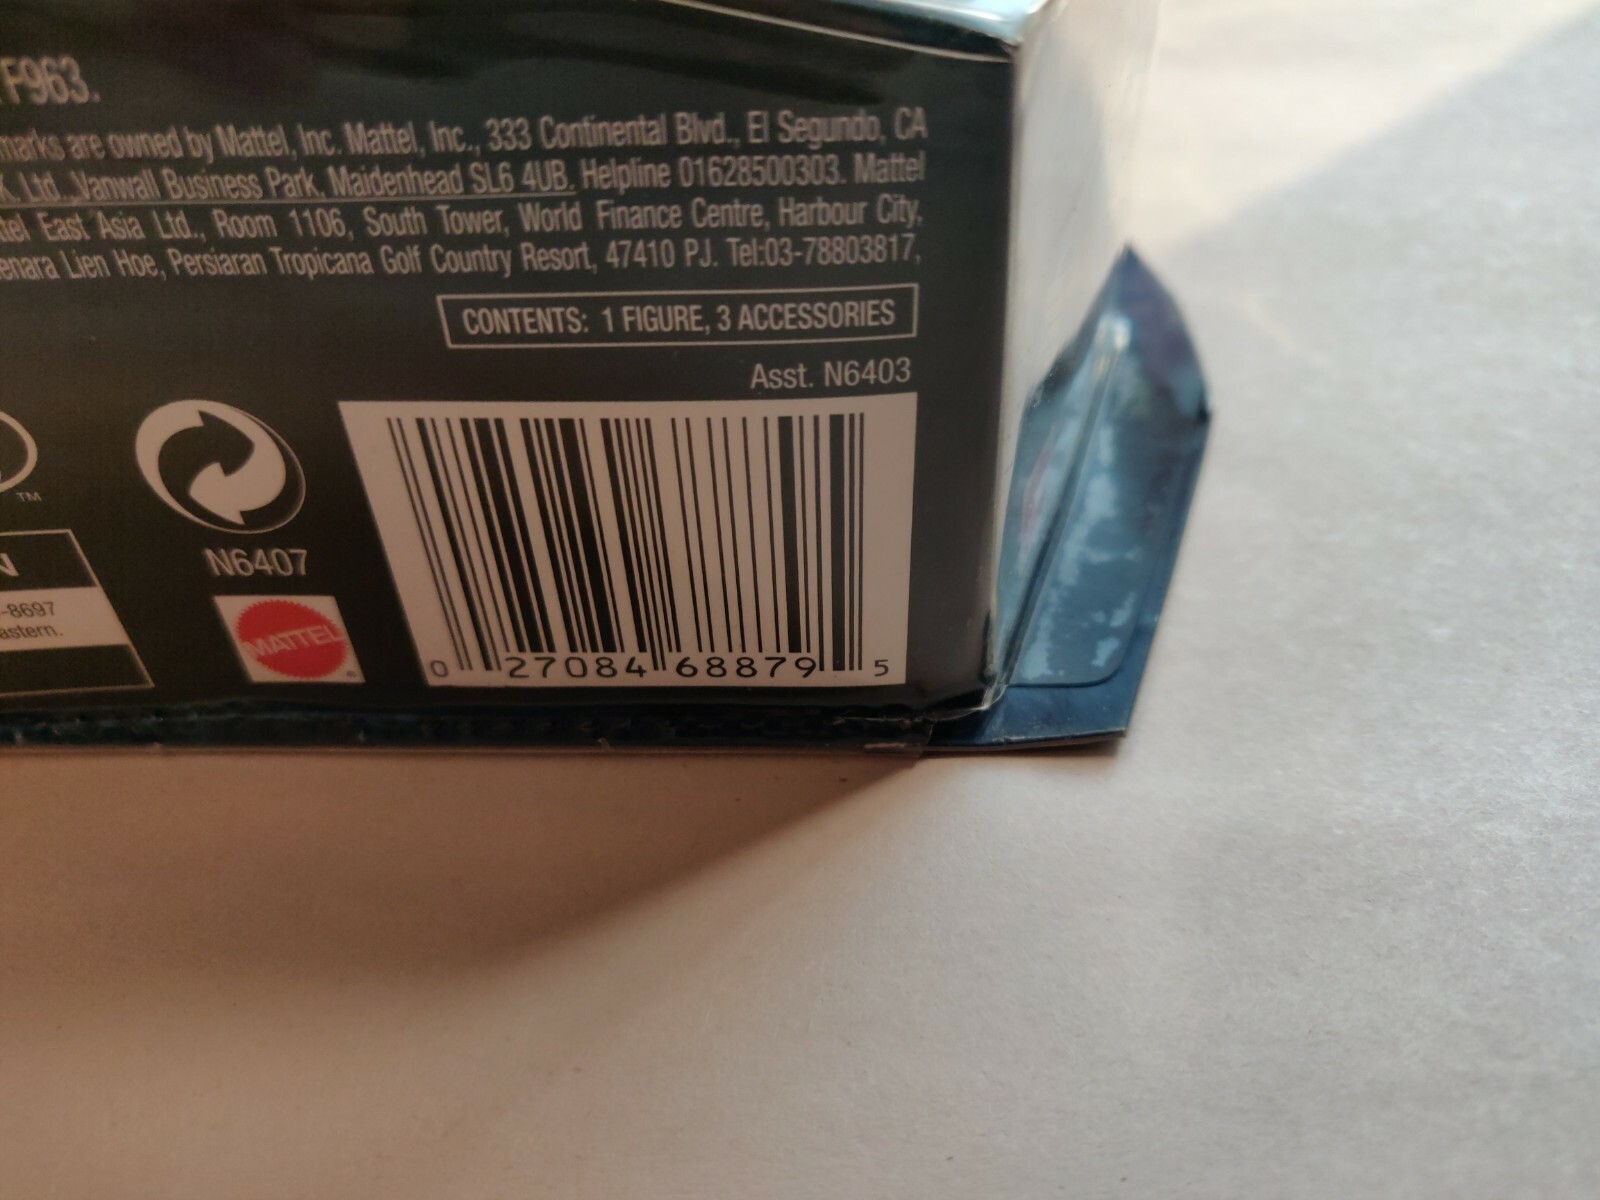 F963.
marks are owned by Mattel, Inc. Mattel, Inc., 333 Continental Blvd., El Segundo, CA
K. Ltd., Vanwall Business Park, Maidenhead SL6 4UB. Helpline 01628500303. Mattel
tel East Asia Ltd., Room 1106, South Tower, World Finance Centre, Harbour City,
enara Lien Hoe, Persiaran Tropicana Golf Country Resort, 47410 PJ. Tel:03-78803817,
CONTENTS: 1 FIGURE, 3 ACCESSORIES
Asst. N6403
TM
N6407
N
-8697
astern.
MATTEL
0 27084 68879 5